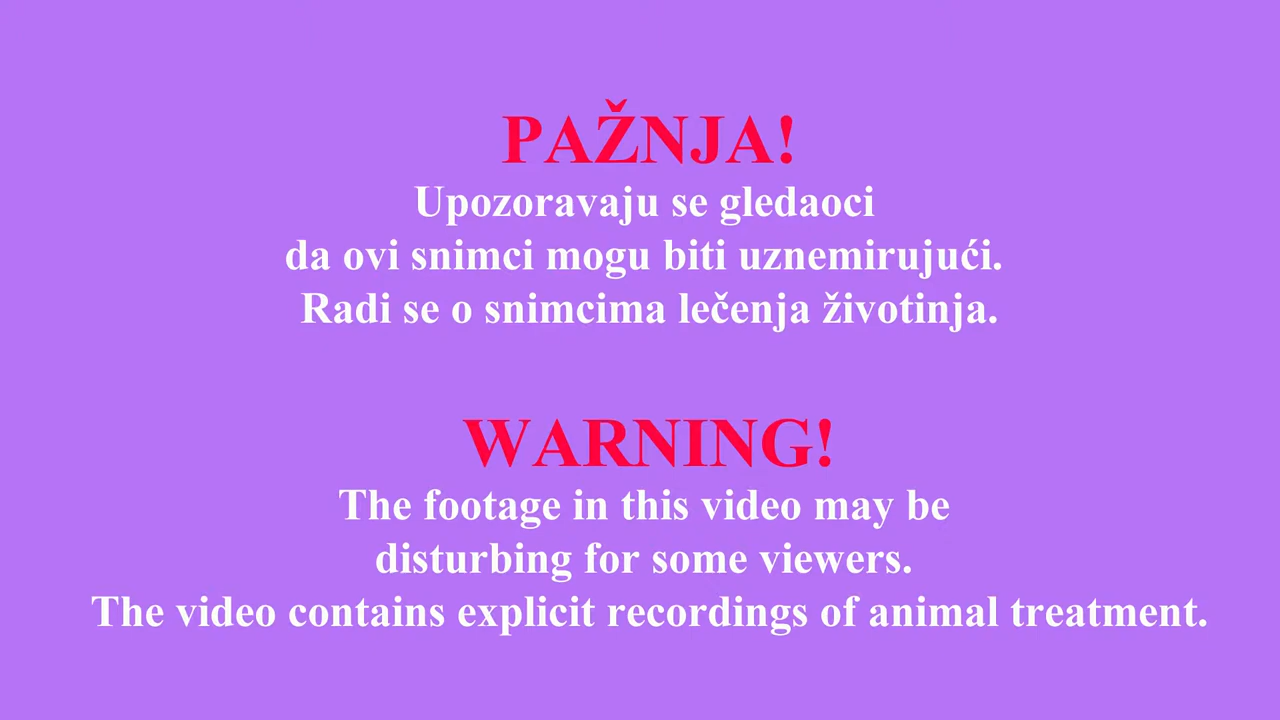 PAŽNJA!
Upozoravaju se gledaoci
da ovi snimci mogu biti uznemirujući.
Radi se o snimcima lečenja životinja.
WARNING!
The footage in this video may be
disturbing for some viewers.
The video contains explicit recordings of animal treatment.